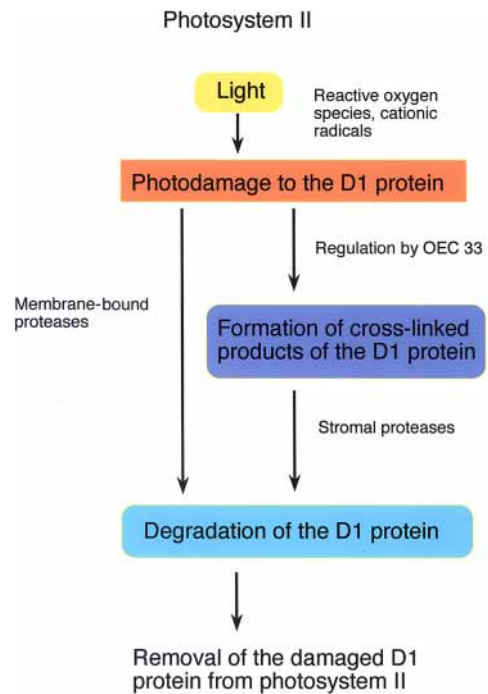 Photosystem II
Light
Reactive oxygen
species, cationic
radicals
Photodamage to the D1 protein
Regulation by OEC 33
Membrane-bound
proteases
Formation of cross-linked
products of the D1 protein
Stromal proteases
Degradation of the D1 protein
Removal of the damaged D1
protein from photosystem II